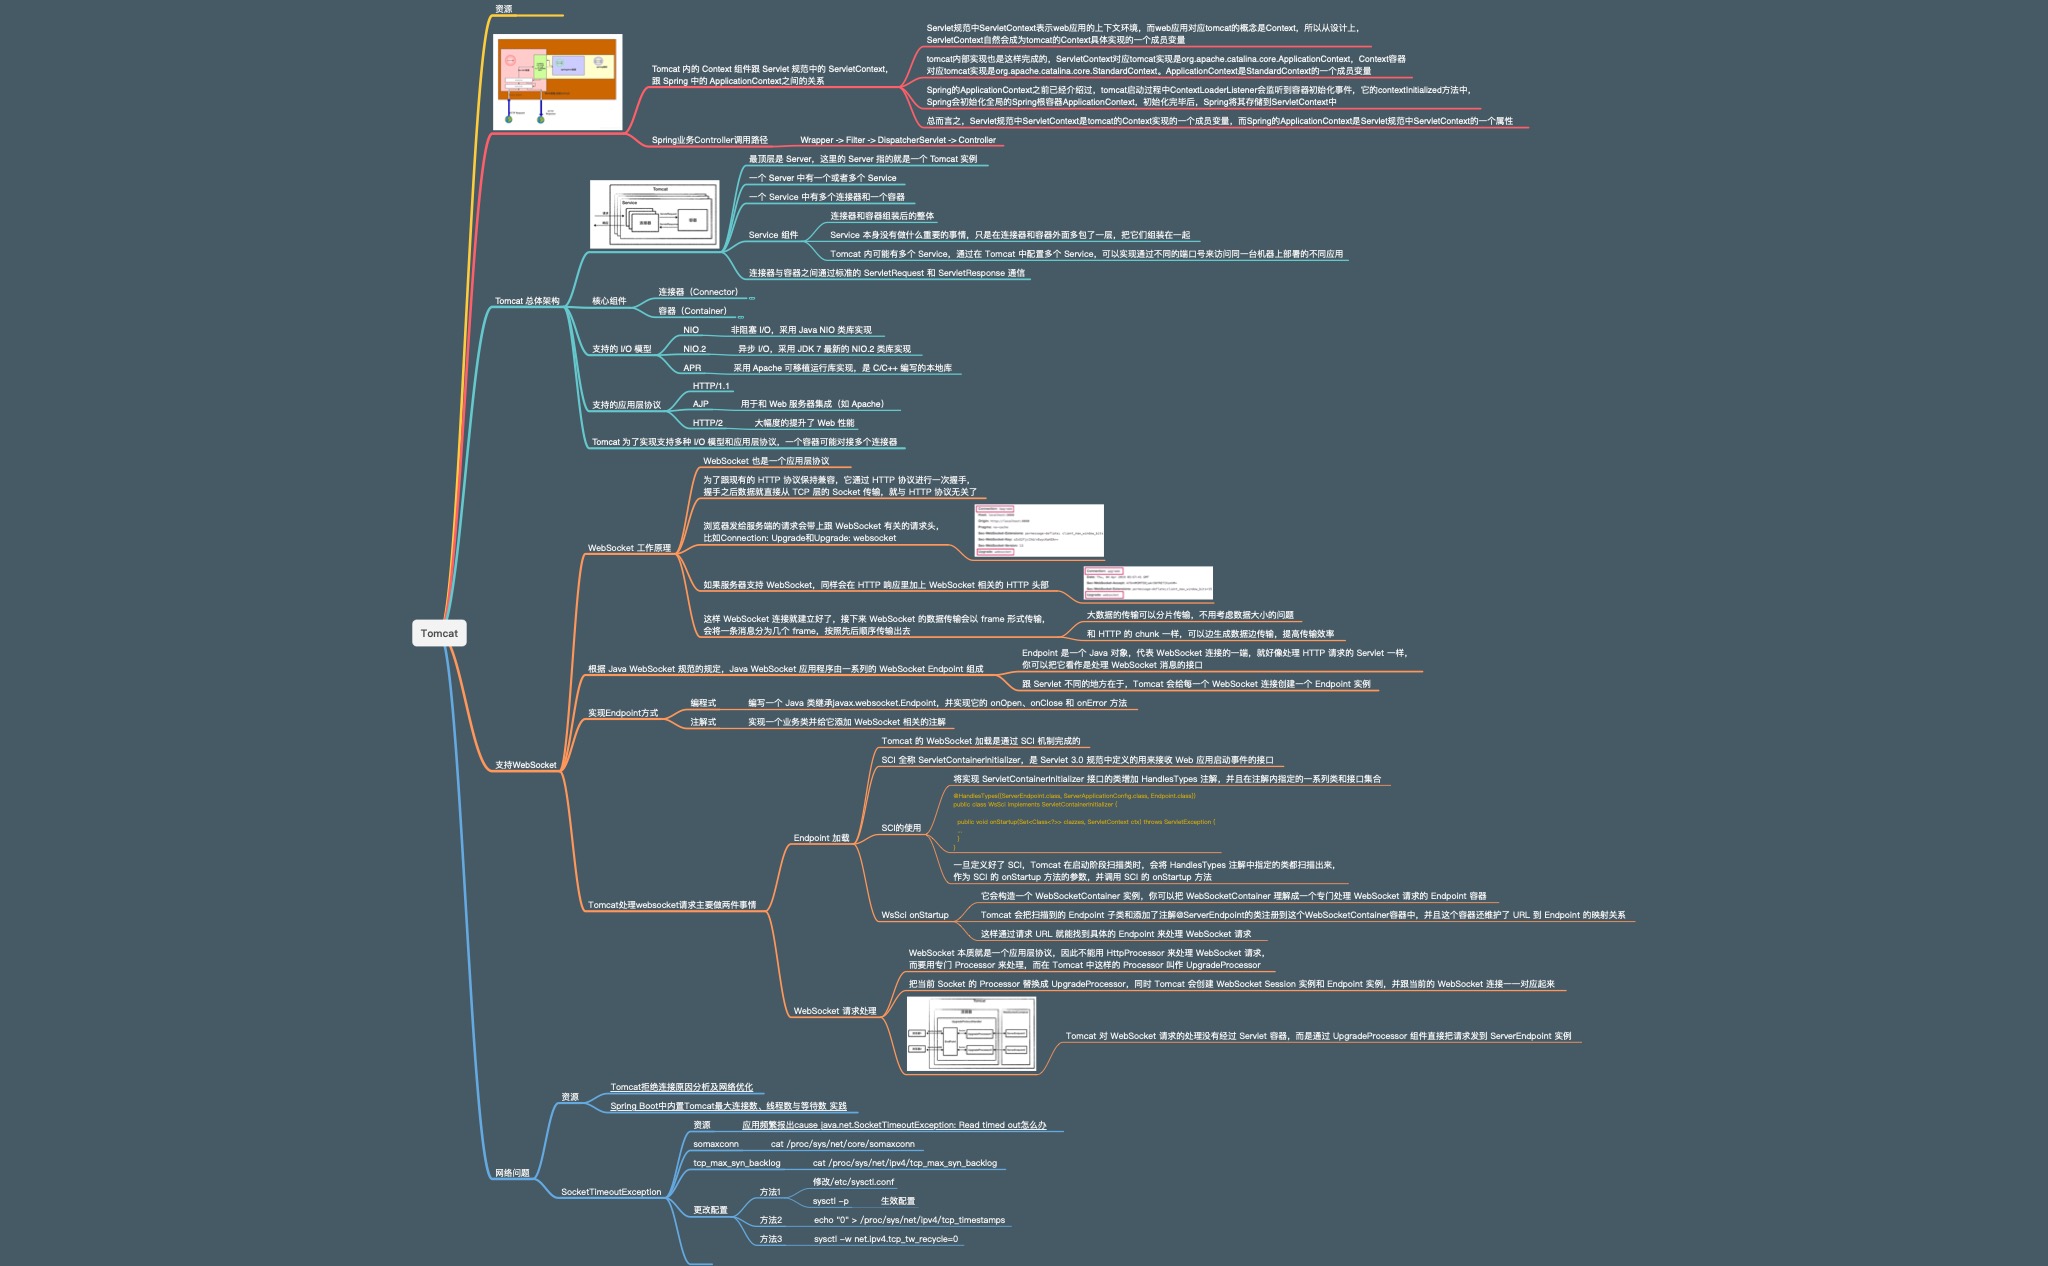 Tomcat
资源
Tomcat 内的 Context 组件跟 Servlet 规范中的 ServletContext,
跟 Spring 中的 ApplicationContext之间的关系
Servlet规范中ServletContext表示web应用的上下文环境，而web应用对应tomcat的概念是Context，所以从设计上，
ServletContext自然会成为tomcat的Context具体实现的一个成员变量
tomcat内部实现也是这样完成的，ServletContext对应tomcat实现是org.apache.catalina.core.ApplicationContext，Context容器
对应tomcat实现是org.apache.catalina.core.StandardContext。ApplicationContext是StandardContext的一个成员变量
Spring的ApplicationContext之前已经介绍过，tomcat启动过程中ContextLoaderListener会监听到容器初始化事件，它的contextInitialized方法中，
Spring会初始化全局的Spring根容器ApplicationContext，初始化完毕后，Spring将其存储到ServletContext中
总而言之，Servlet规范中ServletContext是tomcat的Context实现的一个成员变量，而Spring的ApplicationContext是Servlet规范中ServletContext的一个属性
Spring业务Controller调用路径
Wrapper -> Filter -> DispatcherServlet -> Controller
Tomcat 总体架构
Tomcat
Service
连接器
容器
最顶层是 Server，这里的 Server 指的就是一个 Tomcat 实例
一个 Server 中有一个或者多个 Service
一个 Service 中有多个连接器和一个容器
Service 组件
连接器和容器组装后的整体
Service 本身没有做什么重要的事情，只是在连接器和容器外面多包了一层，把它们组装在一起
Tomcat 内可能有多个 Service，通过在 Tomcat 中配置多个 Service，可以实现通过不同的端口号来访问同一台机器上部署的不同应用
连接器与容器之间通过标准的 ServletRequest 和 ServletResponse 通信
核心组件
连接器（Connector）
容器（Container）
支持的 I/O 模型
NIO
非阻塞 I/O，采用 Java NIO 类库实现
NIO.2
异步 I/O，采用 JDK 7 最新的 NIO.2 类库实现
APR
采用 Apache 可移植运行库实现，是 C/C++ 编写的本地库
支持的应用层协议
HTTP/1.1
AJP
用于和 Web 服务器集成（如 Apache）
HTTP/2
大幅度的提升了 Web 性能
Tomcat 为了实现支持多种 I/O 模型和应用层协议，一个容器可能对接多个连接器
支持WebSocket
WebSocket 工作原理
WebSocket 也是一个应用层协议
为了跟现有的 HTTP 协议保持兼容，它通过 HTTP 协议进行一次握手，
握手之后数据就直接从 TCP 层的 Socket 传输，就与 HTTP 协议无关了
浏览器发给服务端的请求会带上跟 WebSocket 有关的请求头，
比如Connection: Upgrade和Upgrade: websocket
如果服务器支持 WebSocket，同样会在 HTTP 响应里加上 WebSocket 相关的 HTTP 头部
这样 WebSocket 连接就建立好了，接下来 WebSocket 的数据传输会以 frame 形式传输，
会将一条消息分为几个 frame，按照先后顺序传输出去
大数据的传输可以分片传输，不用考虑数据大小的问题
和 HTTP 的 chunk 一样，可以边生成数据边传输，提高传输效率
根据 Java WebSocket 规范的规定，Java WebSocket 应用程序由一系列的 WebSocket Endpoint 组成
Endpoint 是一个 Java 对象，代表 WebSocket 连接的一端，就好像处理 HTTP 请求的 Servlet 一样，
你可以把它看作是处理 WebSocket 消息的接口
跟 Servlet 不同的地方在于，Tomcat 会给每一个 WebSocket 连接创建一个 Endpoint 实例
实现Endpoint方式
编程式
编写一个 Java 类继承javax.websocket.Endpoint，并实现它的 onOpen、onClose 和 onError 方法
注解式
实现一个业务类并给它添加 WebSocket 相关的注解
Tomcat处理websocket请求主要做两件事情
Endpoint 加载
Tomcat 的 WebSocket 加载是通过 SCI 机制完成的
SCI 全称 ServletContainerInitializer，是 Servlet 3.0 规范中定义的用来接收 Web 应用启动事件的接口
SCI的使用
将实现 ServletContainerInitializer 接口的类增加 HandlesTypes 注解，并且在注解内指定的一系列类和接口集合
@HandlesTypes({ServerEndpoint.class, ServerApplicationConfig.class, Endpoint.class})
public class WsSci implements ServletContainerInitializer {
public void onStartup(Set<Class<?>> clazzes, ServletContext ctx) throws ServletException {
...
}
}
一旦定义好了 SCI，Tomcat 在启动阶段扫描类时，会将 HandlesTypes 注解中指定的类都扫描出来，
作为 SCI 的 onStartup 方法的参数，并调用 SCI 的 onStartup 方法
WsSci onStartup
它会构造一个 WebSocketContainer 实例，你可以把 WebSocketContainer 理解成一个专门处理 WebSocket 请求的 Endpoint 容器
Tomcat 会把扫描到的 Endpoint 子类和添加了注解@ServerEndpoint的类注册到这个WebSocketContainer容器中，并且这个容器还维护了 URL 到 Endpoint 的映射关系
这样通过请求 URL 就能找到具体的 Endpoint 来处理 WebSocket 请求
WebSocket 请求处理
WebSocket 本质就是一个应用层协议，因此不能用 HttpProcessor 来处理 WebSocket 请求，
而要用专门 Processor 来处理，而在 Tomcat 中这样的 Processor 叫作 UpgradeProcessor
把当前 Socket 的 Processor 替换成 UpgradeProcessor，同时 Tomcat 会创建 WebSocket Session 实例和 Endpoint 实例，并跟当前的 WebSocket 连接一一对应起来
Tomcat 对 WebSocket 请求的处理没有经过 Servlet 容器，而是通过 UpgradeProcessor 组件直接把请求发到 ServerEndpoint 实例
网络问题
资源
Tomcat拒绝连接原因分析及网络优化
Spring Boot中内置Tomcat最大连接数、线程数与等待数 实践
SocketTimeoutException
资源
应用频繁报出cause java.net.SocketTimeoutException: Read timed out怎么办
somaxconn
cat /proc/sys/net/core/somaxconn
tcp_max_syn_backlog
cat /proc/sys/net/ipv4/tcp_max_syn_backlog
更改配置
方法1
修改/etc/sysctl.conf
sysctl -p
生效配置
方法2
echo "0" > /proc/sys/net/ipv4/tcp_timestamps
方法3
sysctl -w net.ipv4.tcp_tw_recycle=0